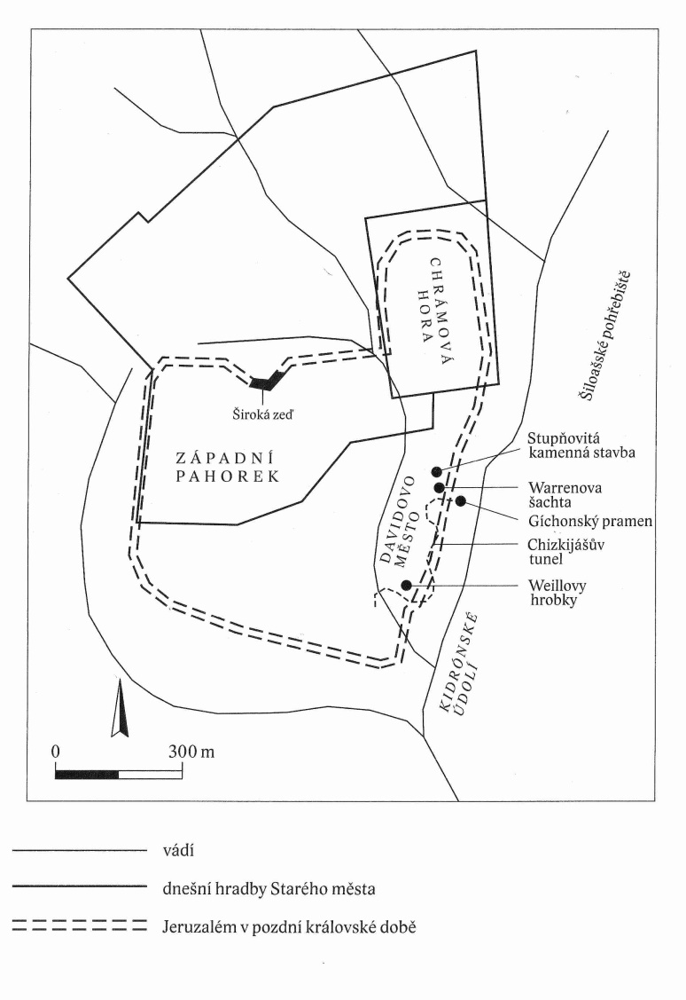 CHRÁMOVÁ
HORA
Šiloašské pohřebiště
Široká zeď
ZÁPADNÍ
PAHOREK
Stupňovitá
kamenná stavba
Warrenova
šachta
Gíchonský pramen
Chizkijášův
tunel
Weillovy
hrobky
DAVIDOVO
MĚSTO
KIDRÓNSKÉ
ÚDOLÍ
0 300 m
vádí
dnešní hradby Starého města
Jeruzalém v pozdní královské době